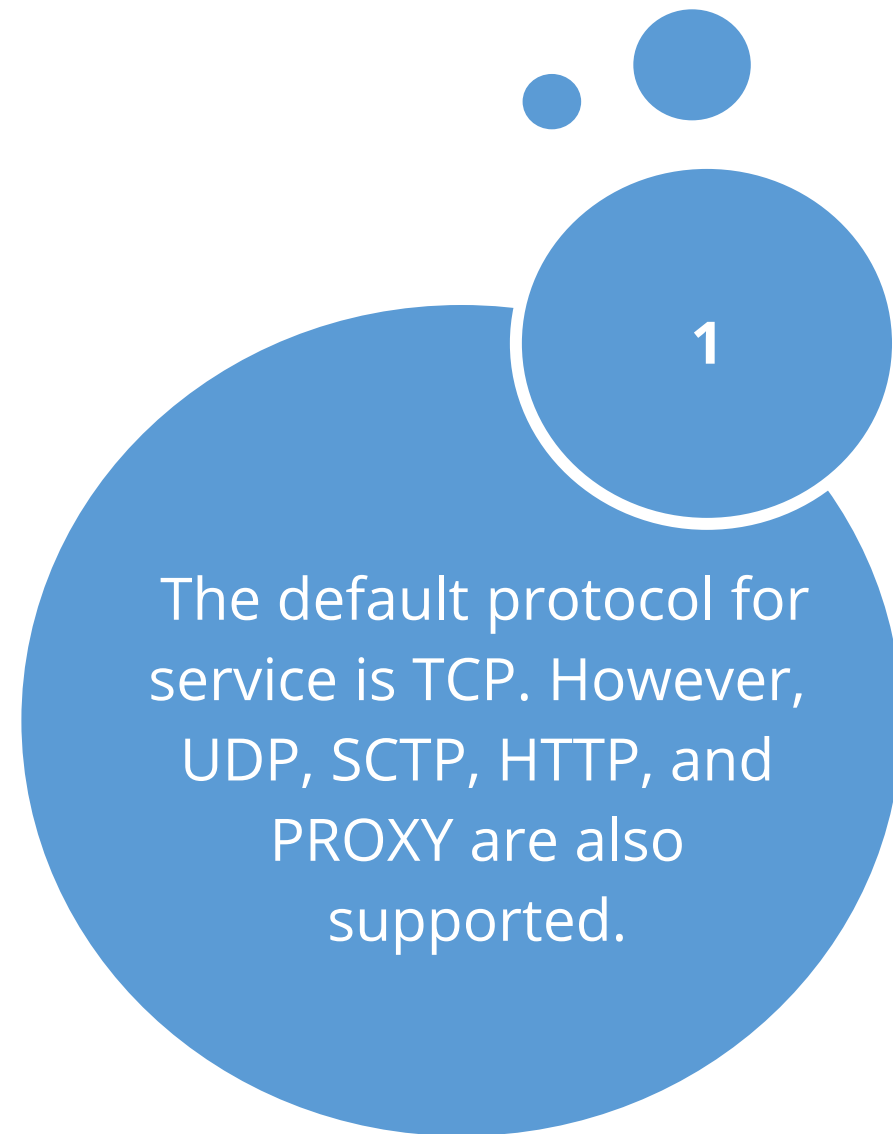 1
The default protocol for
service is TCP. However,
UDP, SCTP, HTTP, and
PROXY are also
supported.